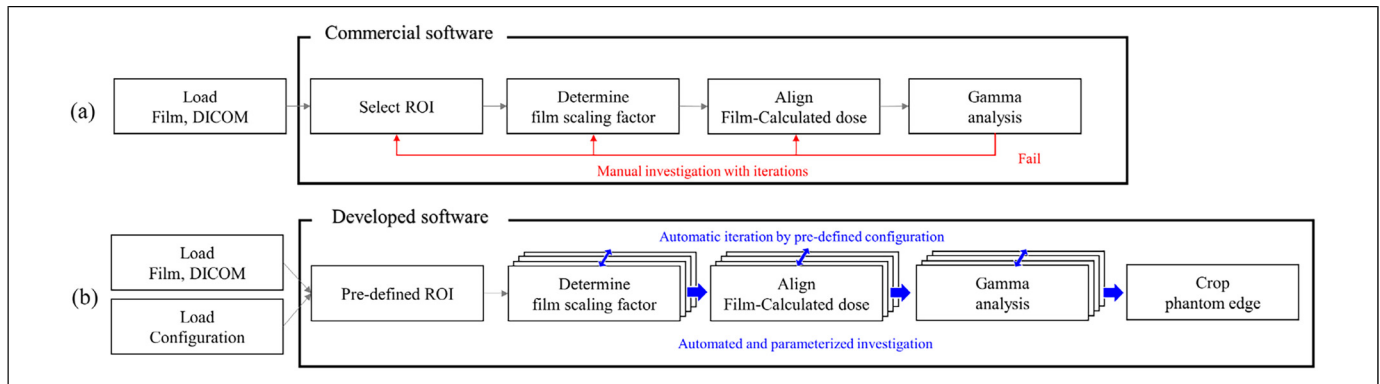 Commercial software
(a)
Load
Film, DICOM
Select ROI
Determine
film scaling factor
Align
Film-Calculated dose
Gamma
analysis
Fail
Manual investigation with iterations
Developed software
Automatic iteration by pre-defined configuration
(b)
Load
Film, DICOM
Load
Configuration
Pre-defined ROI
Determine
film scaling factor
Align
Film-Calculated dose
Gamma
analysis
Crop
phantom edge
Automated and parameterized investigation